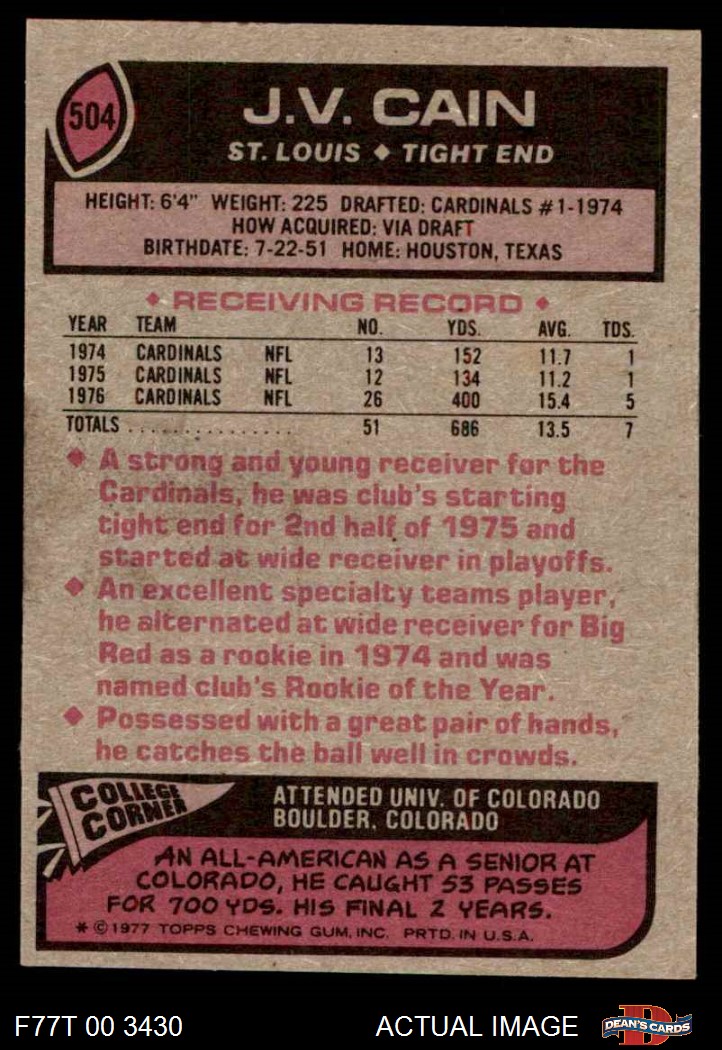 504
J.V. CAIN
ST. LOUIS ♦ TIGHT END
HEIGHT: 6'4" WEIGHT: 225 DRAFTED: CARDINALS #1-1974
HOW ACQUIRED: VIA DRAFT
BIRTHDATE: 7-22-51 HOME: HOUSTON, TEXAS
♦ RECEIVING RECORD ♦
YEAR TEAM NO. YDS. AVG. TDS.
1974 CARDINALS NFL 13 152 11.7 1
1975 CARDINALS NFL 12 134 11.2 1
1976 CARDINALS NFL 26 400 15.4 5
TOTALS ................ 51 686 13.5 7
♦ A strong and young receiver for the
Cardinals, he was club's starting
tight end for 2nd half of 1975 and
started at wide receiver in playoffs.
♦ An excellent specialty teams player,
he alternated at wide receiver for Big
Red as a rookie in 1974 and was
named club's Rookie of the Year.
♦ Possessed with a great pair of hands,
he catches the ball well in crowds.
COLLEGE
CORNER
ATTENDED UNIV. OF COLORADO
BOULDER, COLORADO
AN ALL-AMERICAN AS A SENIOR AT
COLORADO, HE CAUGHT 53 PASSES
FOR 700 YDS. HIS FINAL 2 YEARS.
* © 1977 TOPPS CHEWING GUM, INC. PRTD. IN U.S.A.
F77T 00 3430 ACTUAL IMAGE
DEAN'S CARDS